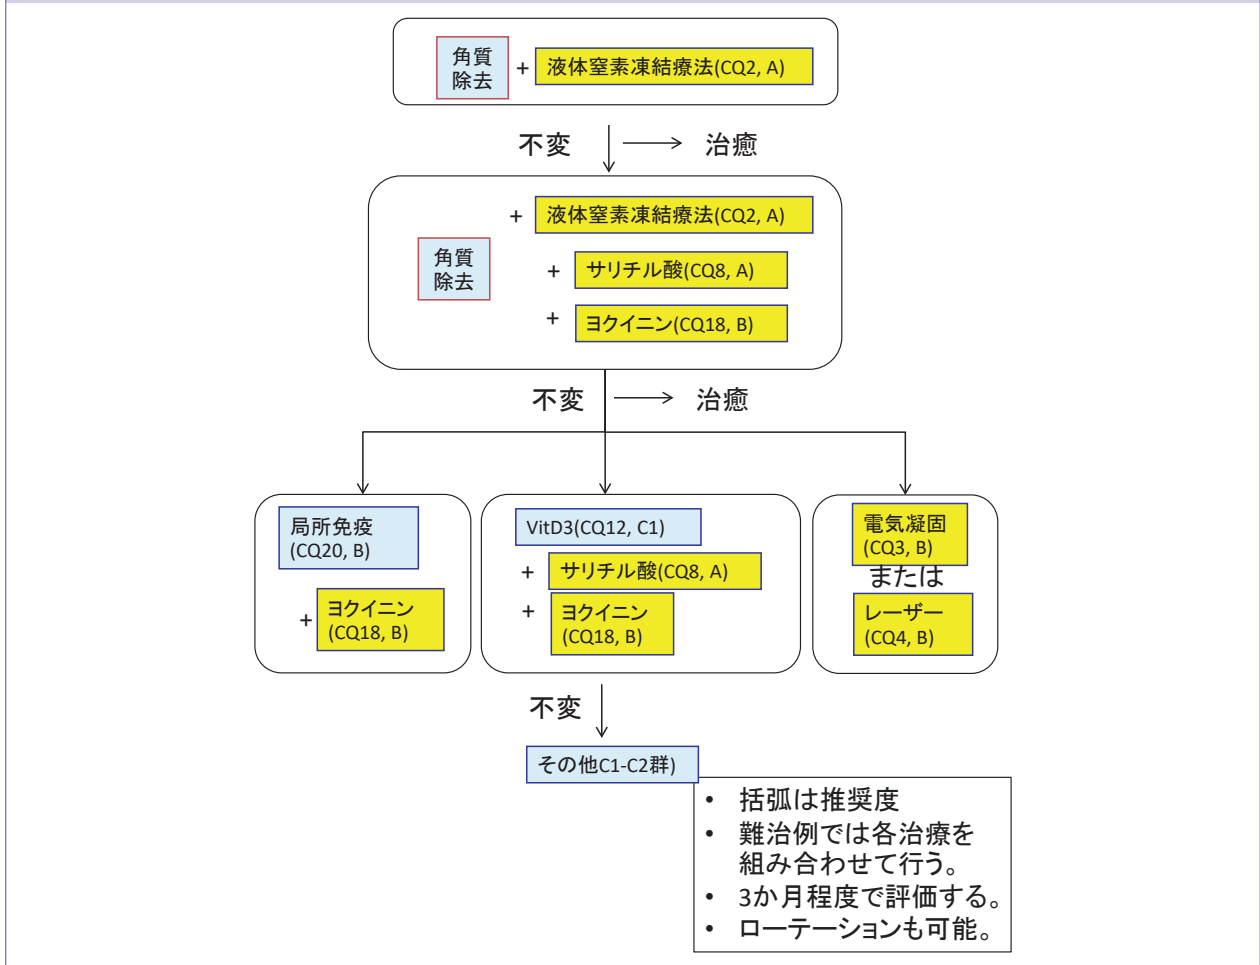 角質
除去
+
液体窒素凍結療法(CQ2, A)
不変
治癒
角質
除去
+
液体窒素凍結療法(CQ2, A)
+
サリチル酸(CQ8, A)
+
ヨクイニン(CQ18, B)
不変
治癒
局所免疫
(CQ20, B)
+
ヨクイニン
(CQ18, B)
VitD3(CQ12, C1)
+
サリチル酸(CQ8, A)
+
ヨクイニン
(CQ18, B)
電気凝固
(CQ3, B)
または
レーザー
(CQ4, B)
不変
その他C1-C2群)
• 括弧は推奨度
• 難治例では各治療を
組み合わせて行う。
• 3か月程度で評価する。
• ローテーションも可能。